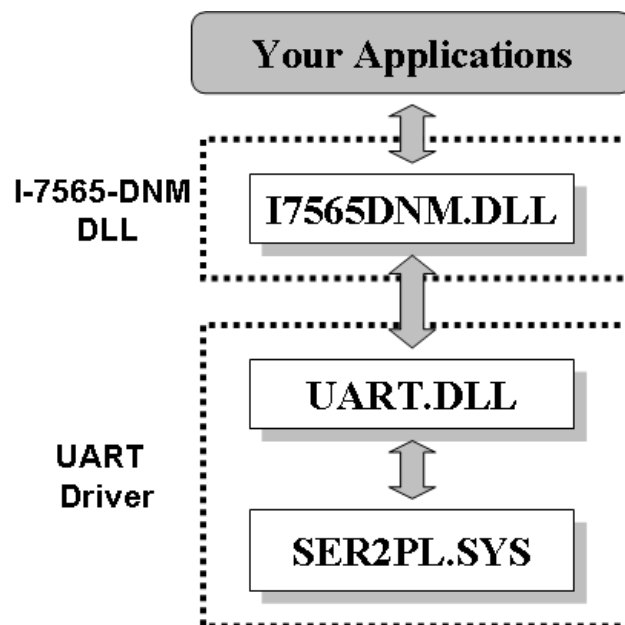 Your Applications
I-7565-DNM
DLL
I7565DNM.DLL
UART.DLL
UART
Driver
SER2PL.SYS